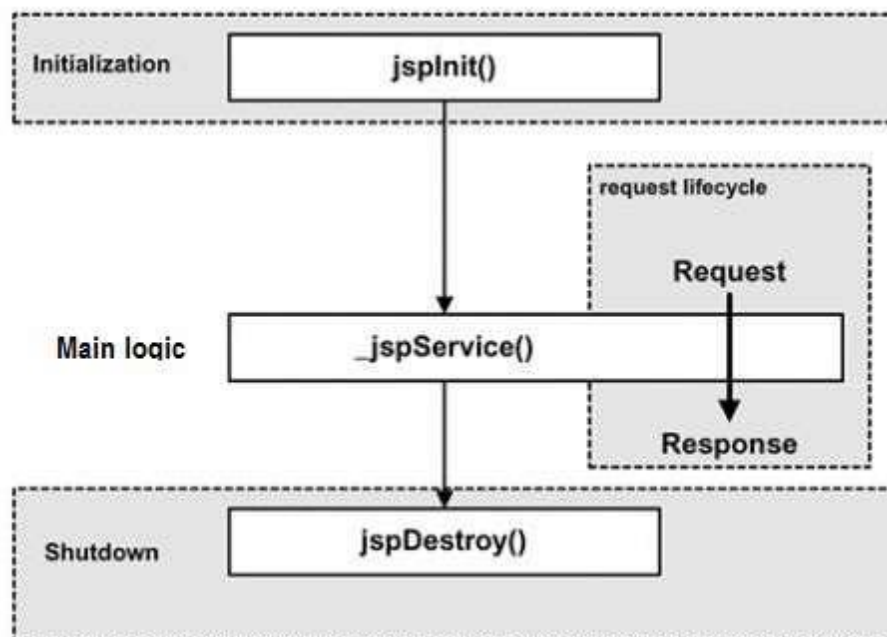 Initialization
jspInit()
request lifecycle
Request
Main logic
_jspService()
Response
jspDestroy()
Shutdown